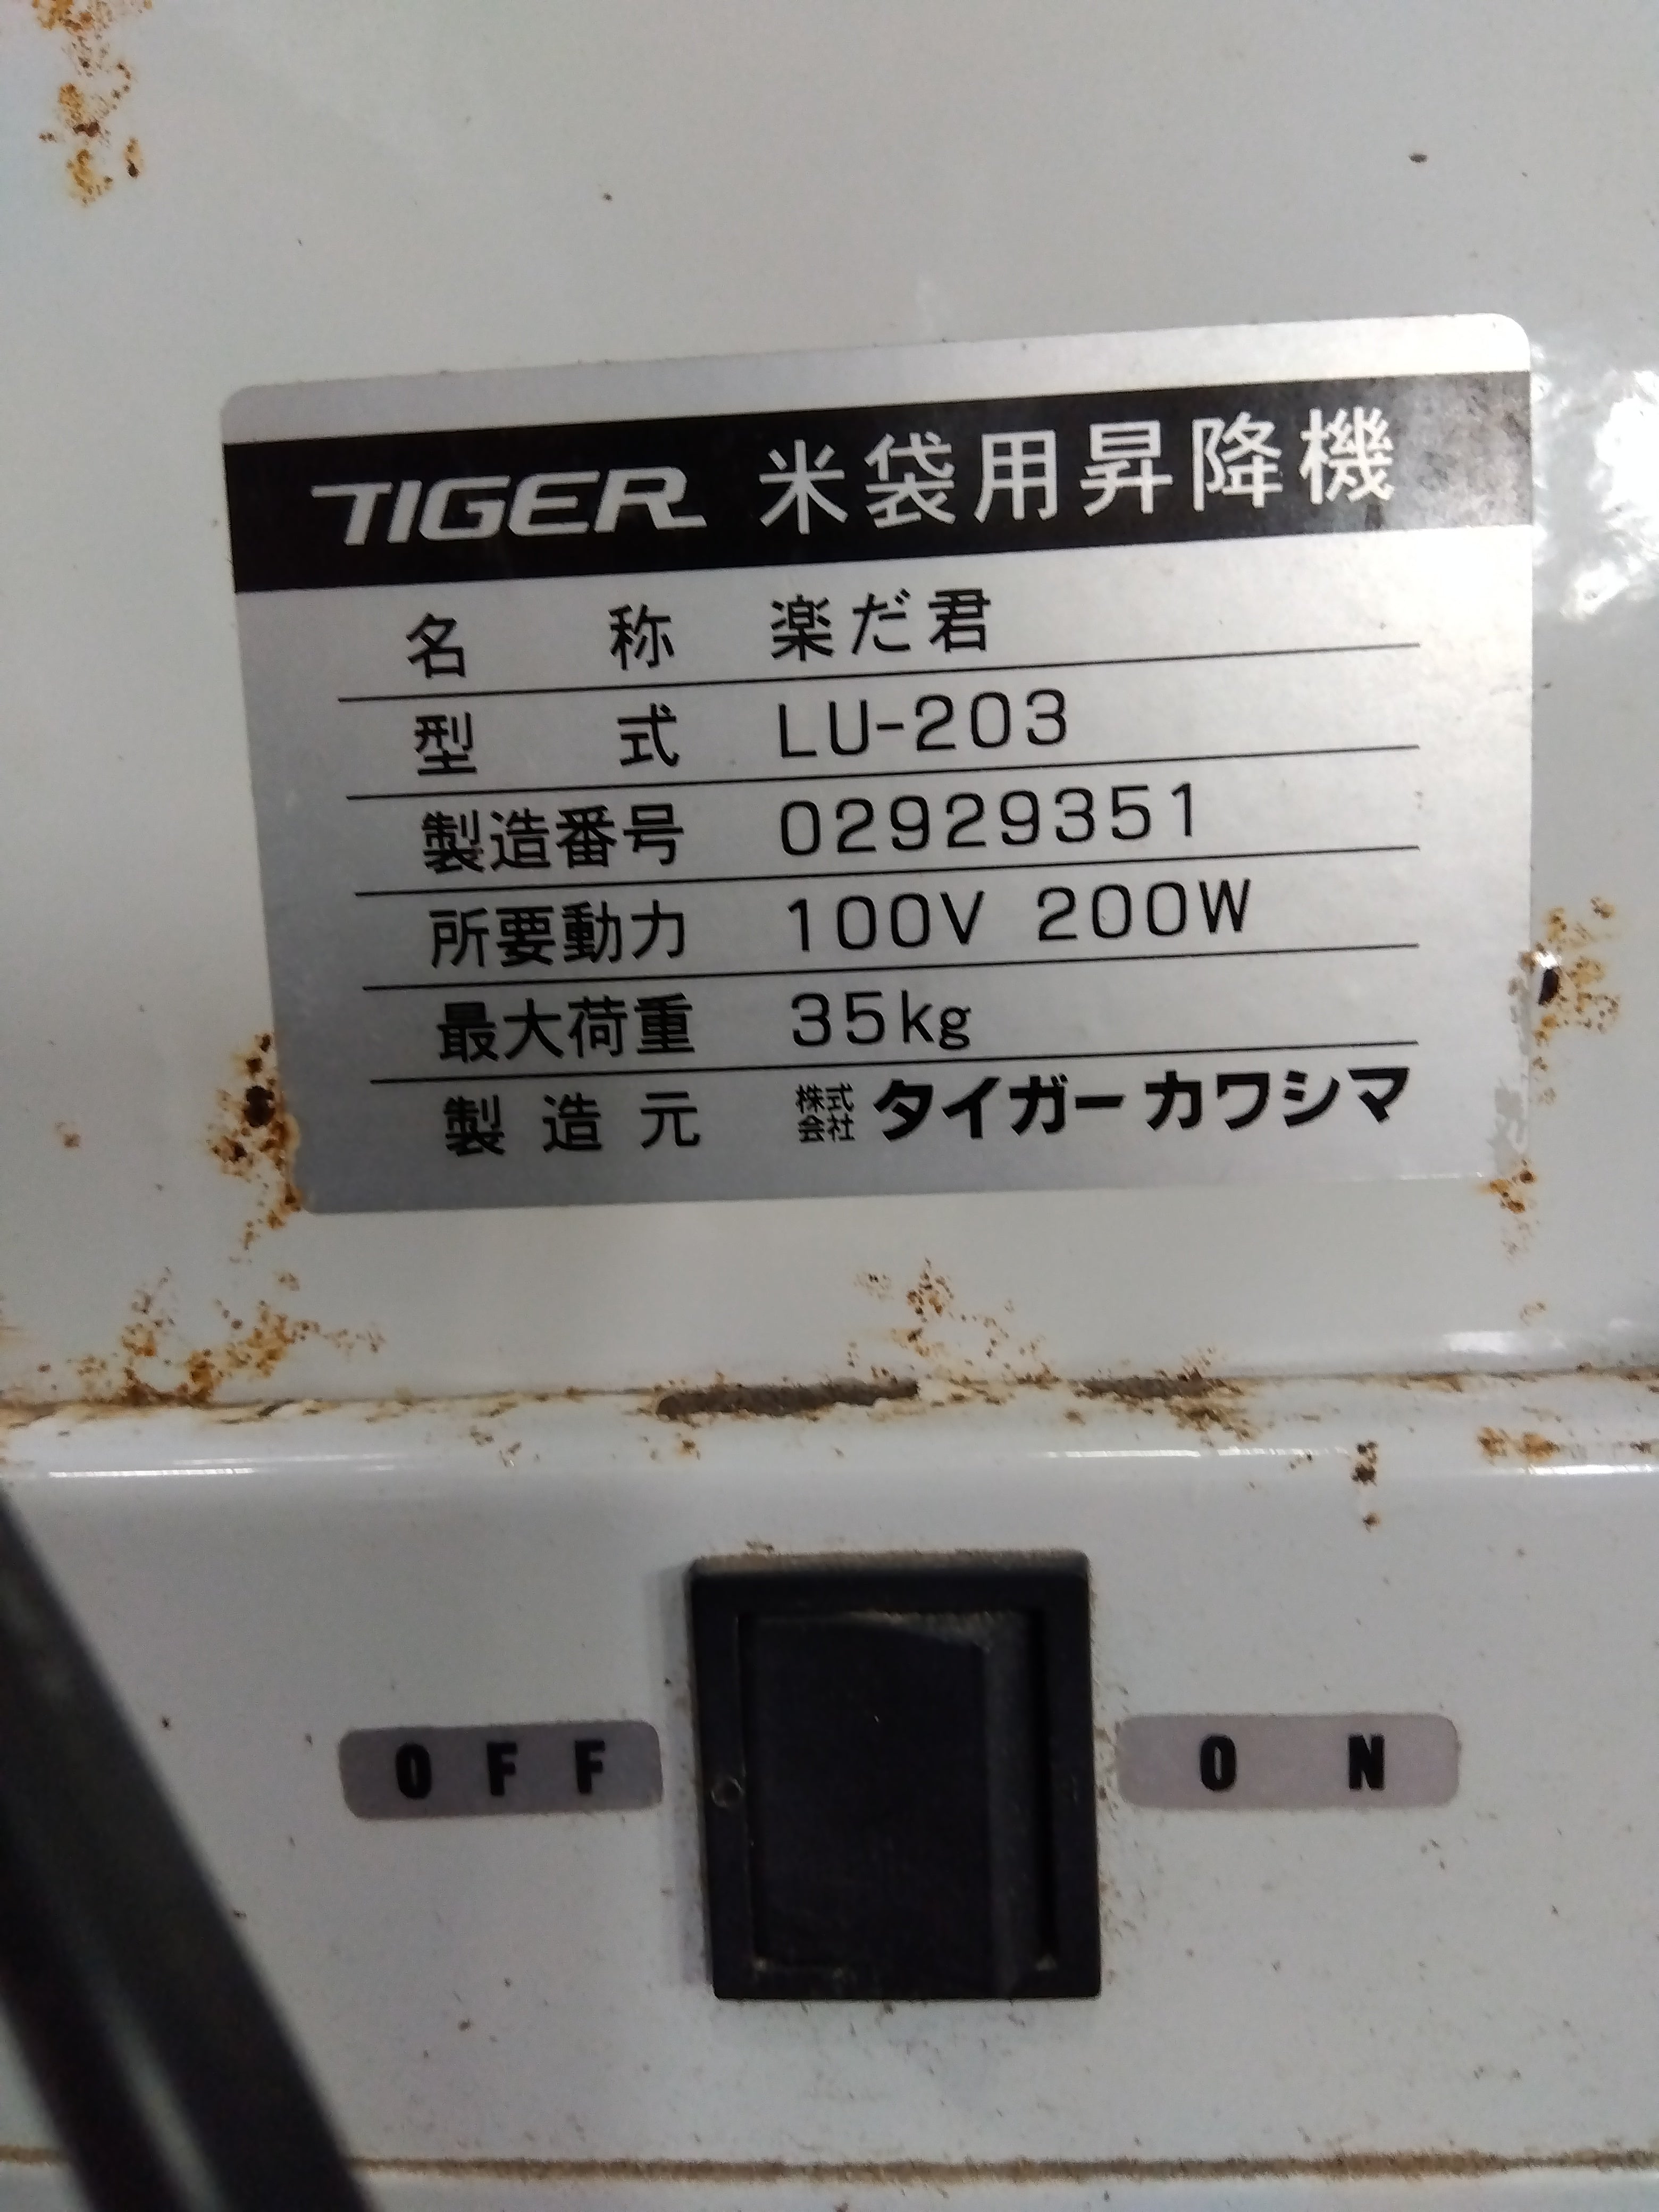 TIGER 米袋用昇降機
名称 楽だ君
型式 LU-203
製造番号 02929351
所要動力 100V 200W
最大荷重 35kg
製造元 株式会社 タイガーカワシマ
OFF ON